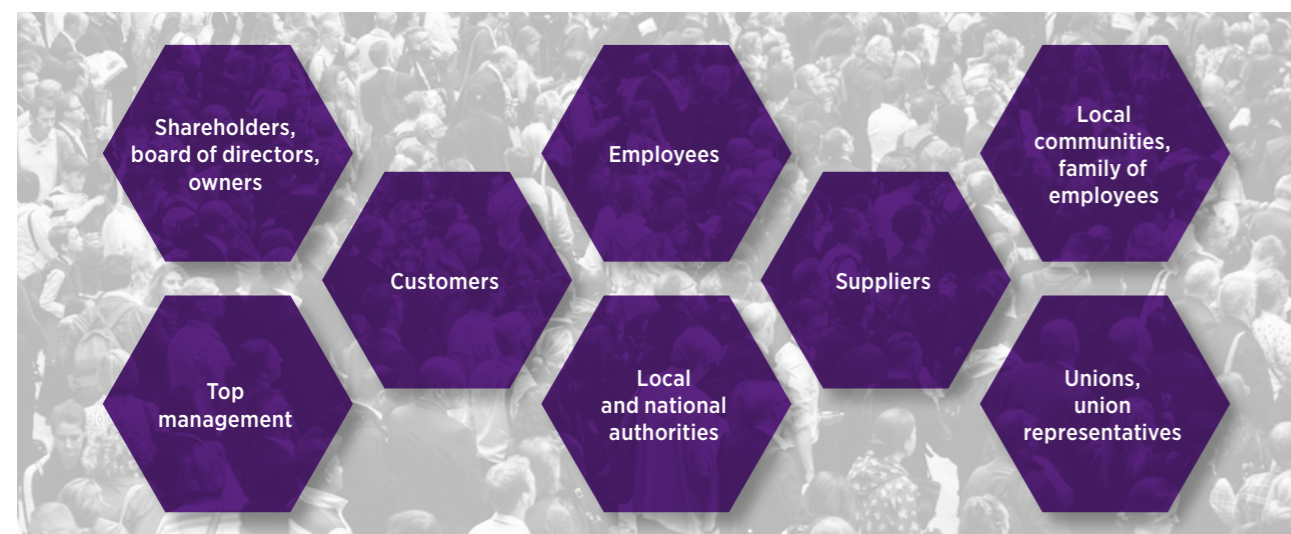 Shareholders,
board of directors,
owners
Employees
Local
communities,
family of
employees
Customers
Suppliers
Top
management
Local
and national
authorities
Unions,
union
representatives